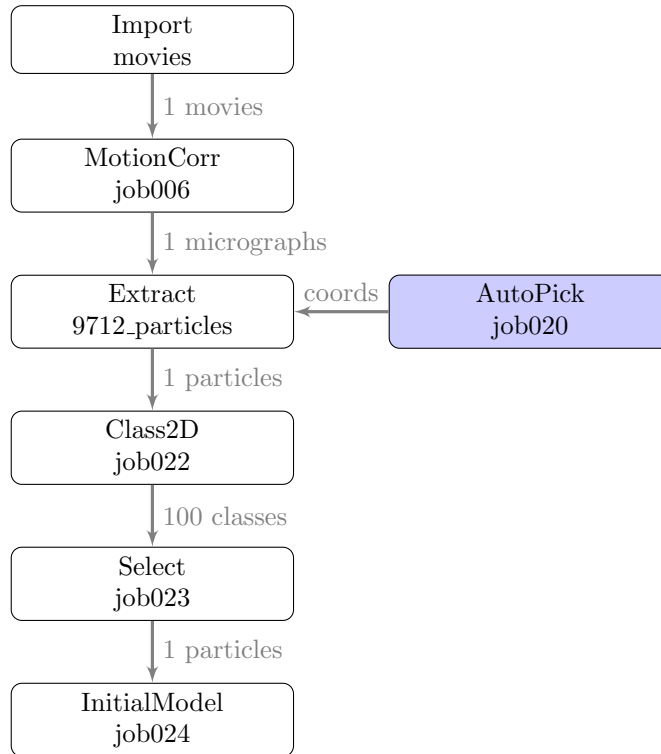 Import
movies
1 movies
MotionCorr
job006
1 micrographs
Extract
9712_particles
coords
AutoPick
job020
1 particles
Class2D
job022
100 classes
Select
job023
1 particles
InitialModel
job024